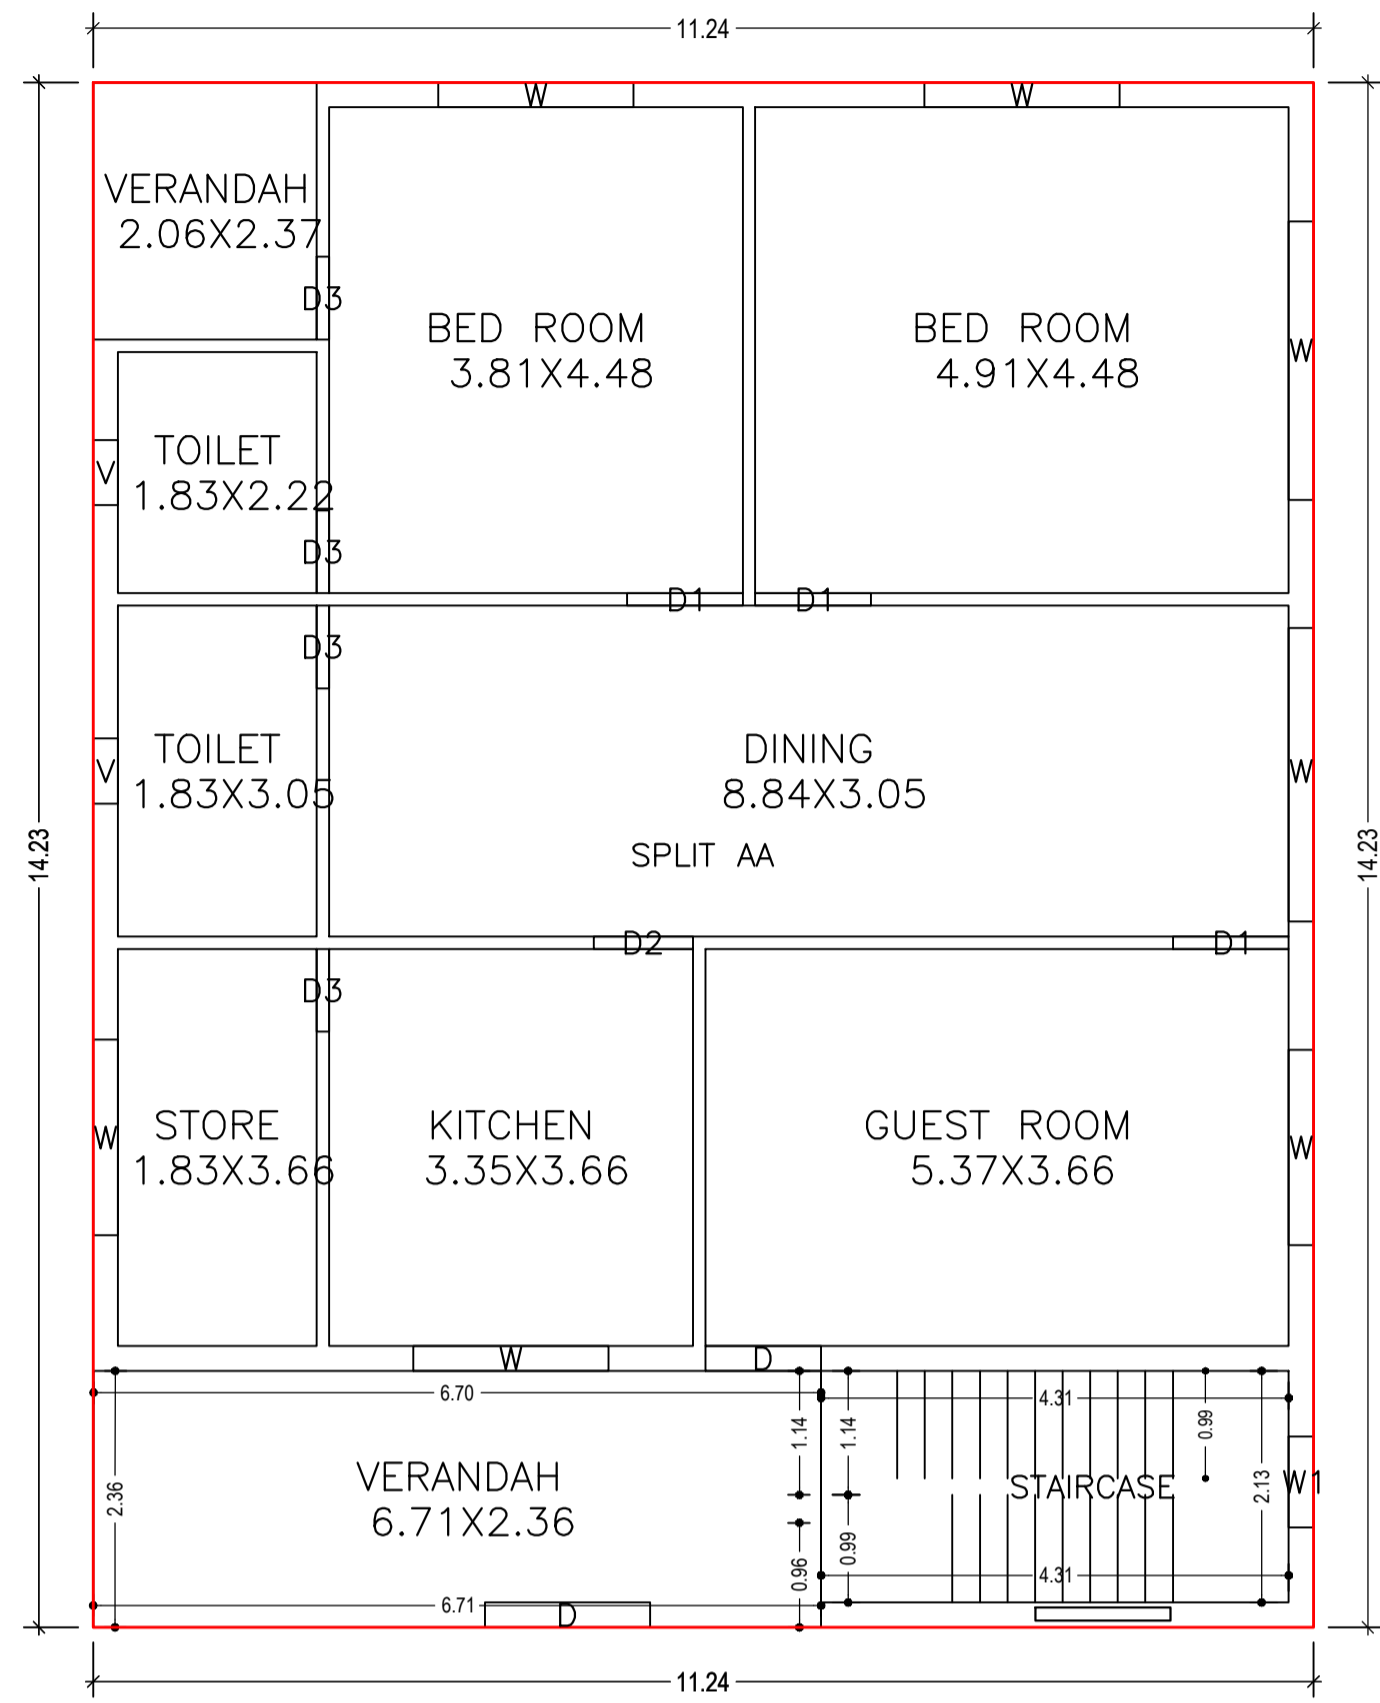 11.24
W
W
VERANDAH
2.06X2.37
D3
BED ROOM
3.81X4.48
BED ROOM
4.91X4.48
W
TOILET
1.83X2.22
V
D3
D1
D1
D3
TOILET
1.83X3.05
V
DINING
8.84X3.05
W
SPLIT AA
14.23
14.23
D2
D1
D3
STORE
1.83X3.66
W
KITCHEN
3.35X3.66
GUEST ROOM
5.37X3.66
W
W
D
6.70
4.31
1.14
1.14
0.99
VERANDAH
6.71X2.36
2.36
STAIRCASE
2.13
W1
0.96
0.99
4.31
6.71
D
11.24